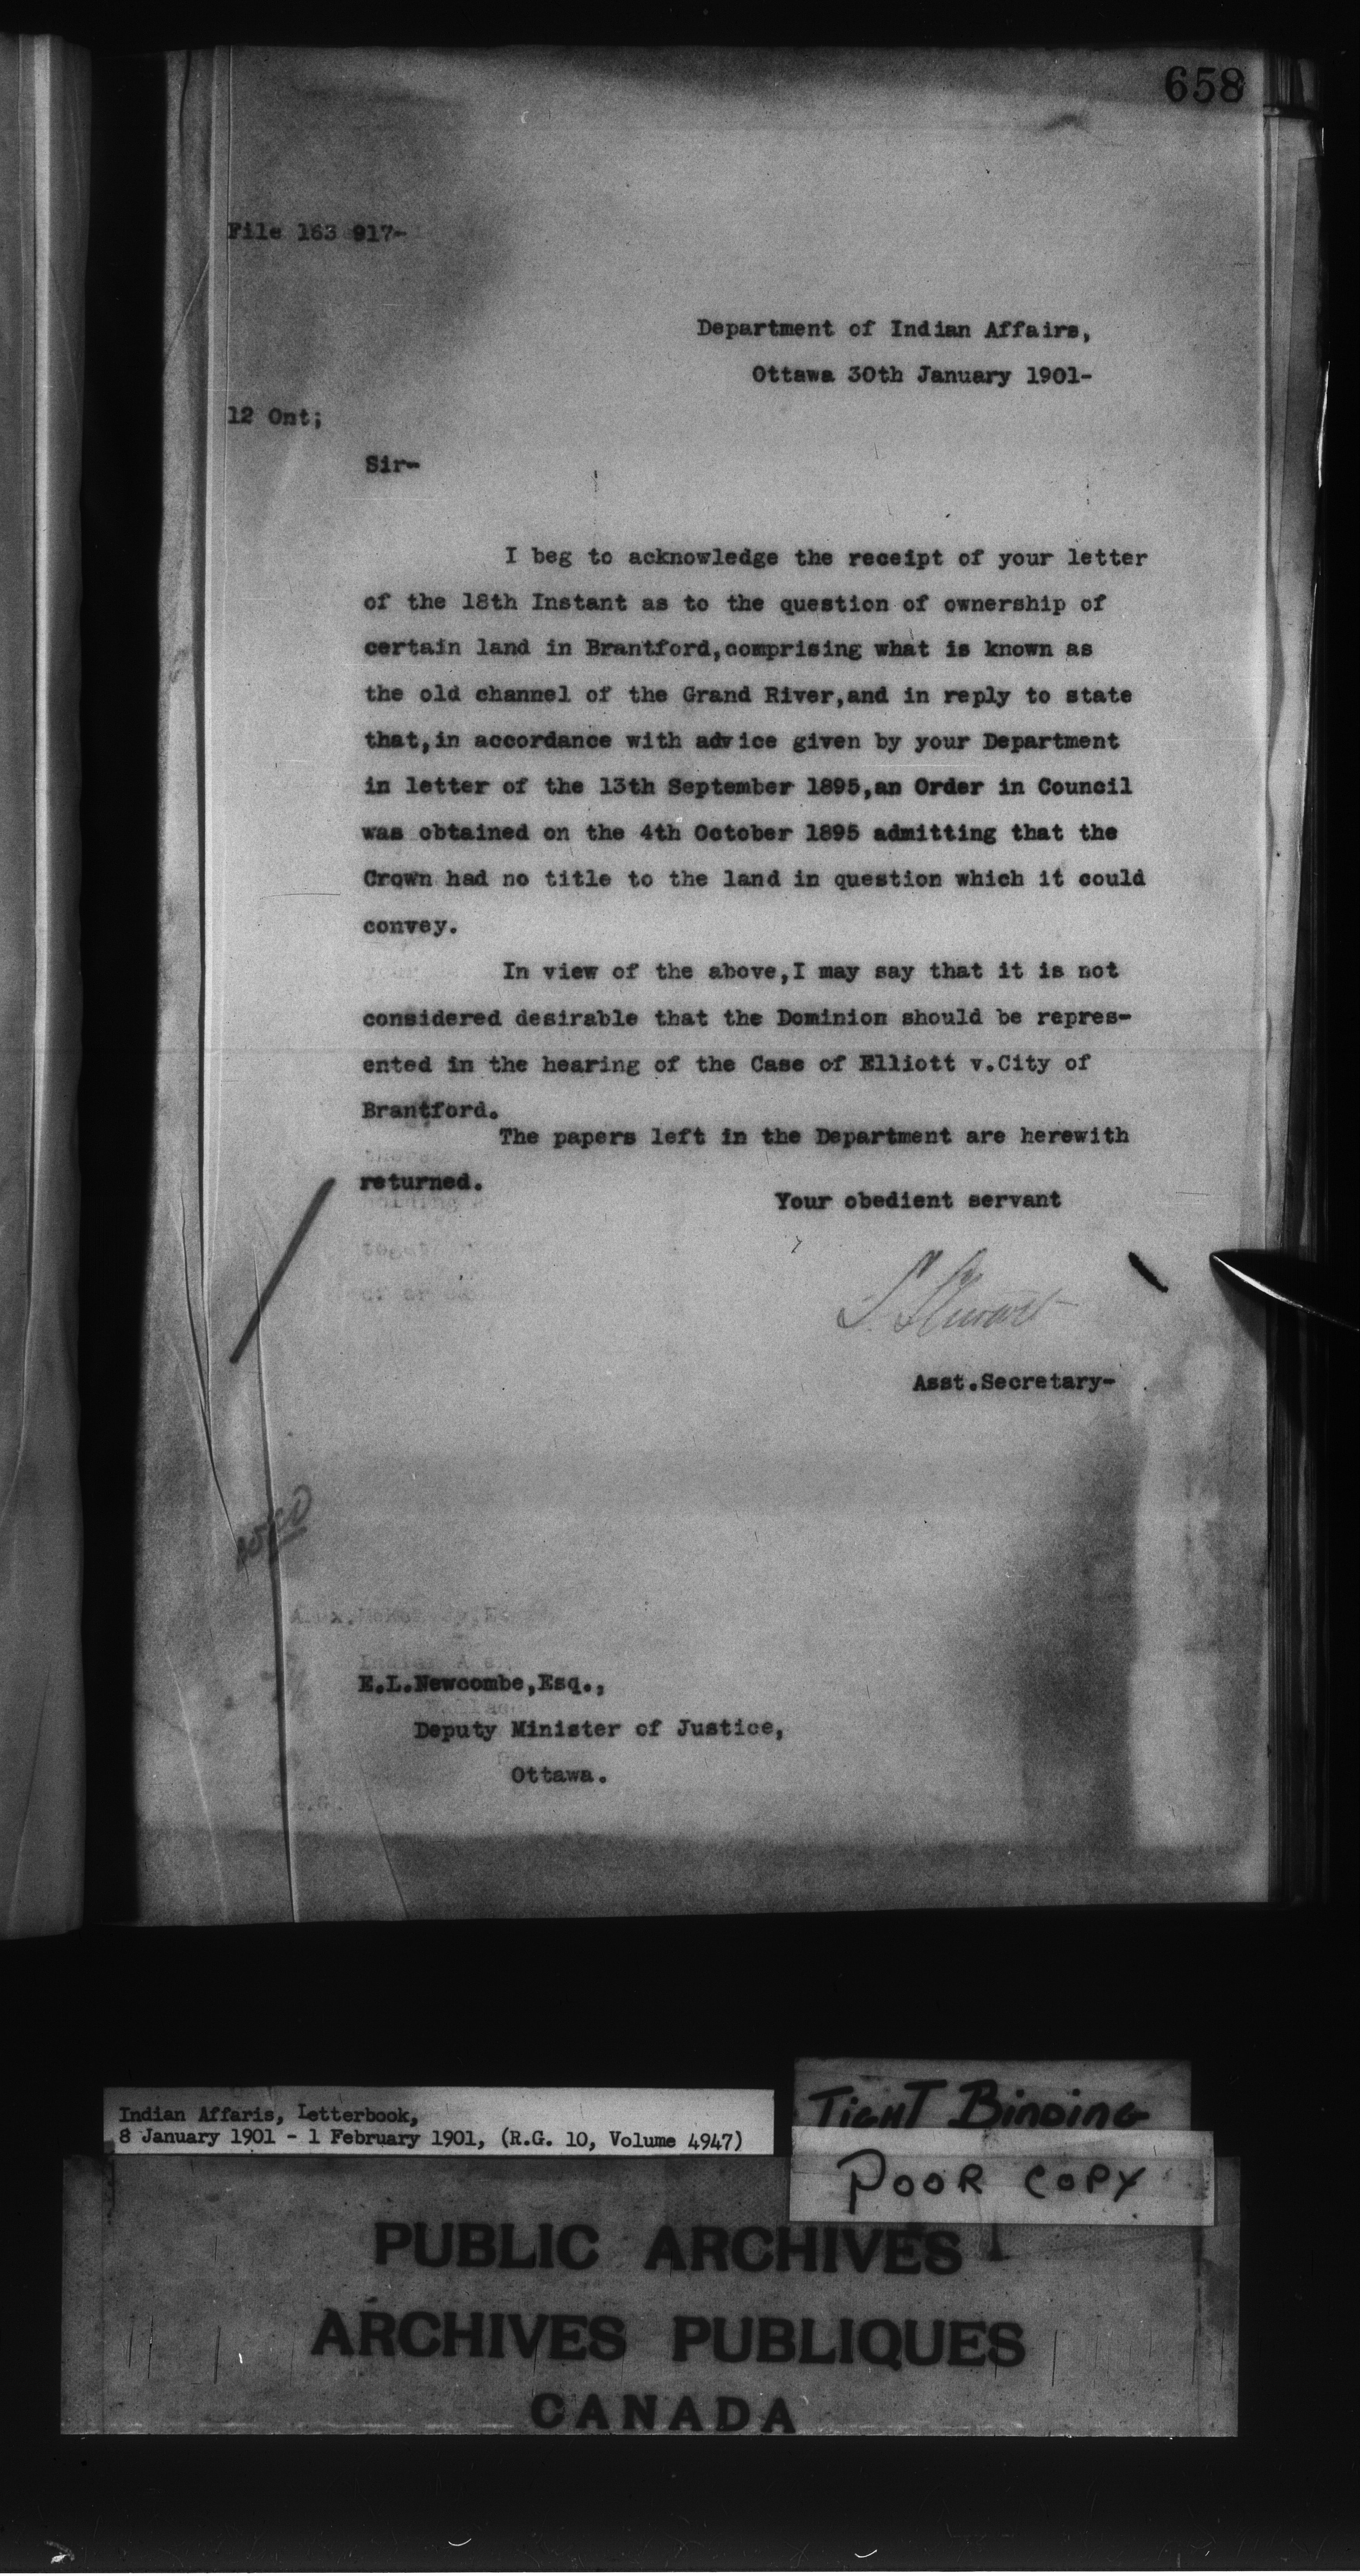 658
File 163 917-
Department of Indian Affairs,
Ottawa 30th January 1901-
12 Ont;
Sir-
I beg to acknowledge the receipt of your letter
of the 18th Instant as to the question of ownership of
certain land in Brantford,comprising what is known as
the old channel of the Grand River,and in reply to state
that,in accordance with advice given by your Department
in letter of the 13th September 1895,an Order in Council
was obtained on the 4th October 1895 admitting that the
Crown had no title to the land in question which it could
convey.
In view of the above,I may say that it is not
considered desirable that the Dominion should be repres-
ented in the hearing of the Case of Elliott v.City of
Brantford.
The papers left in the Department are herewith
returned.
Your obedient servant
S. Stewart
Asst.Secretary-
E.L.Newcombe,Esq.,
Deputy Minister of Justice,
Ottawa.
Indian Affaris, Letterbook,
8 January 1901 - 1 February 1901, (R.G. 10, Volume 4947)
TIGHT BINDING
POOR COPY
PUBLIC ARCHIVES
ARCHIVES PUBLIQUES
CANADA